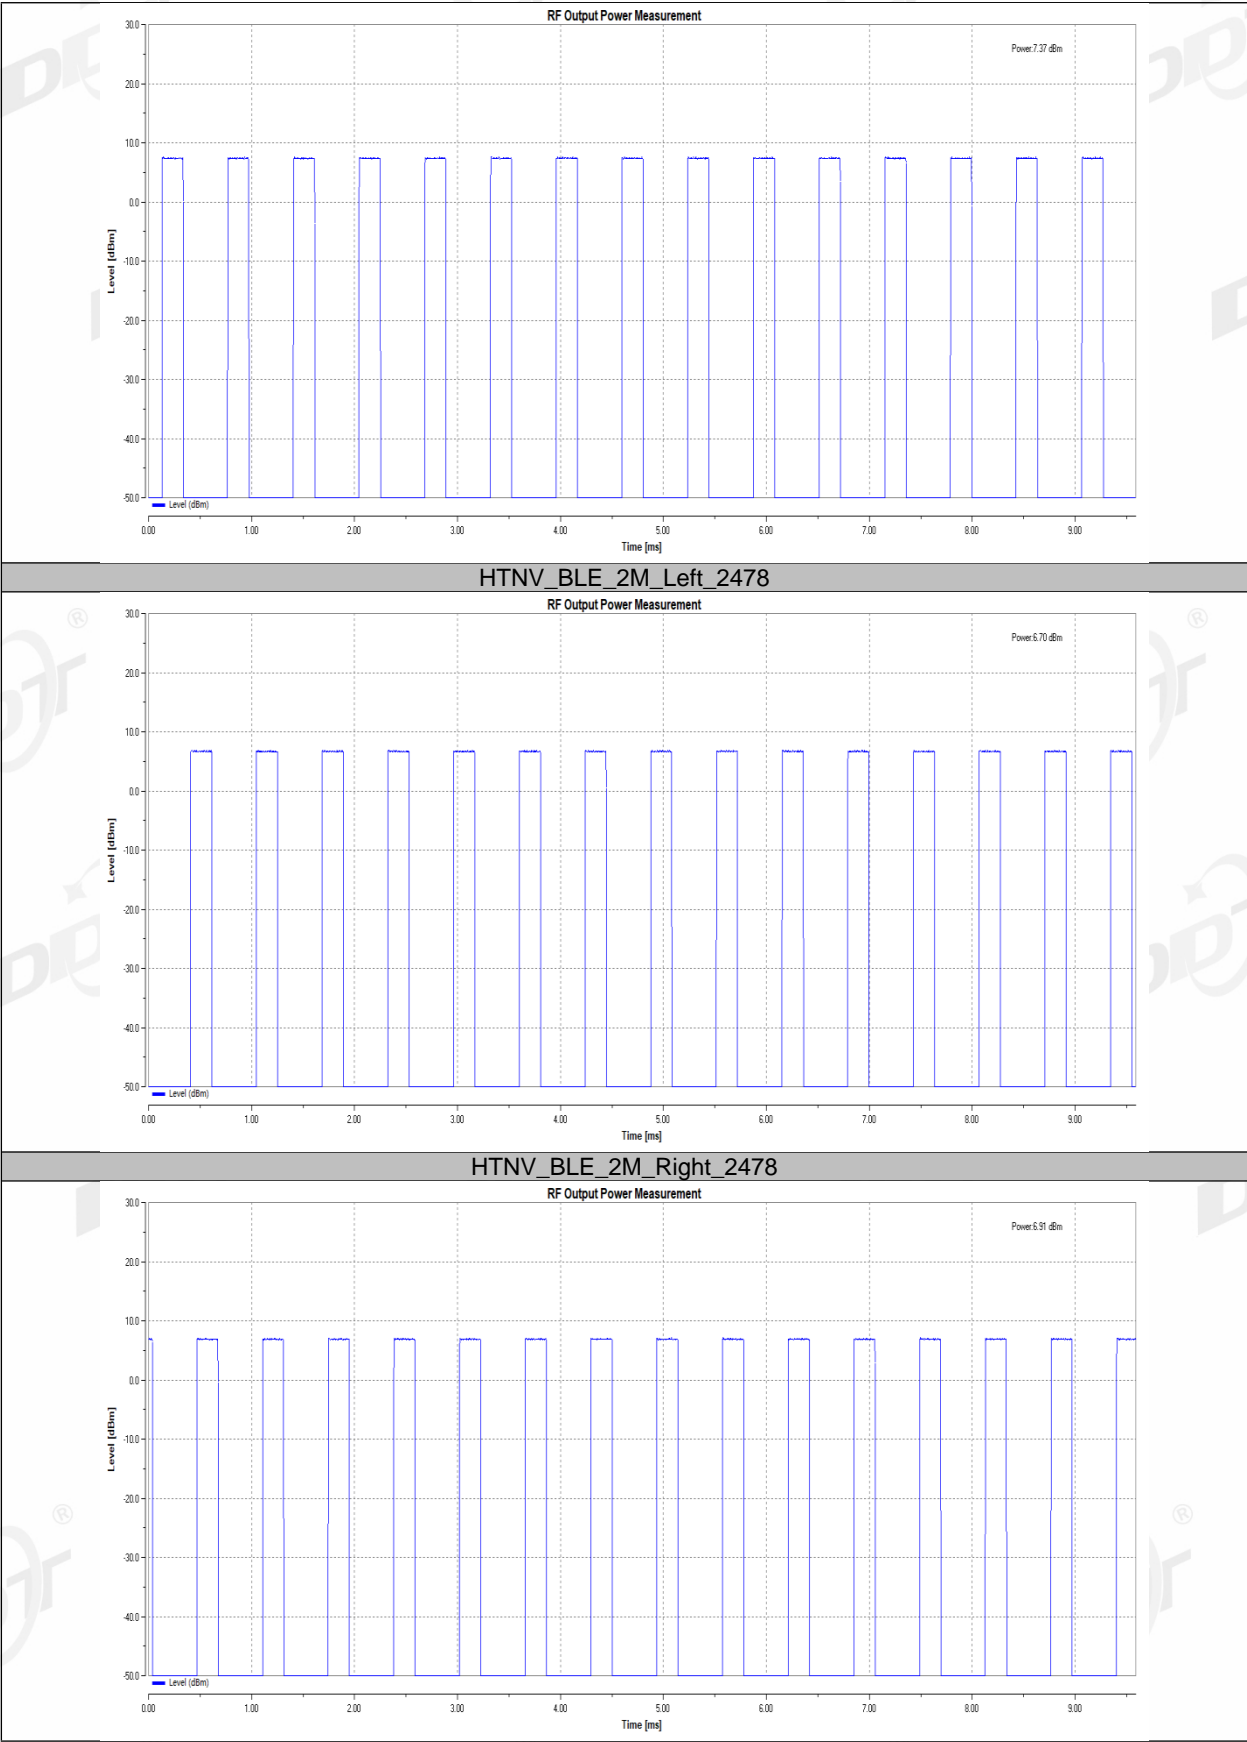 RF Output Power Measurement
Power:7.37 dBm
30.0
20.0
10.0
0.0
-10.0
-20.0
-30.0
-40.0
-50.0
Level [dBm]
Level (dBm)
0.00 1.00 2.00 3.00 4.00 5.00 6.00 7.00 8.00 9.00
Time [ms]
HTNV_BLE_2M_Left_2478
RF Output Power Measurement
Power:6.70 dBm
30.0
20.0
10.0
0.0
-10.0
-20.0
-30.0
-40.0
-50.0
Level [dBm]
Level (dBm)
0.00 1.00 2.00 3.00 4.00 5.00 6.00 7.00 8.00 9.00
Time [ms]
HTNV_BLE_2M_Right_2478
RF Output Power Measurement
Power:6.91 dBm
30.0
20.0
10.0
0.0
-10.0
-20.0
-30.0
-40.0
-50.0
Level [dBm]
Level (dBm)
0.00 1.00 2.00 3.00 4.00 5.00 6.00 7.00 8.00 9.00
Time [ms]